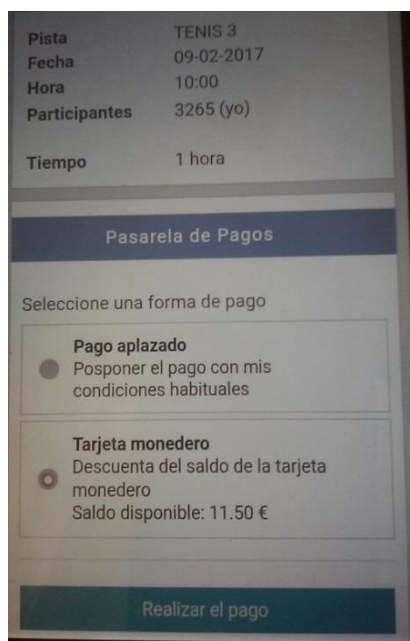 Pista TENIS 3
Fecha 09-02-2017
Hora 10:00
Participantes 3265 (yo)
Tiempo 1 hora
Pasarela de Pagos
Seleccione una forma de pago
Pago aplazado
Posponer el pago con mis
condiciones habituales
Tarjeta monedero
Descuenta del saldo de la tarjeta
monedero
Saldo disponible: 11.50 €
Realizar el pago